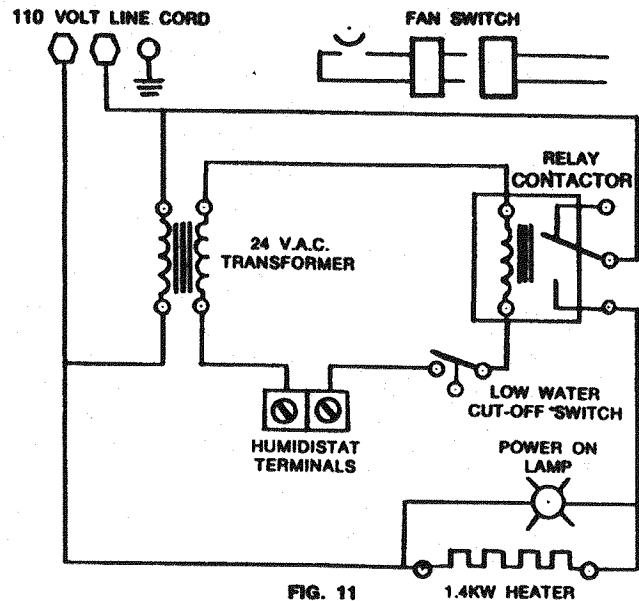 110 VOLT LINE CORD
FAN SWITCH
RELAY
CONTACTOR
24 V.A.C.
TRANSFORMER
LOW WATER
CUT-OFF SWITCH
HUMIDISTAT
TERMINALS
POWER ON
LAMP
FIG. 11
1.4KW HEATER